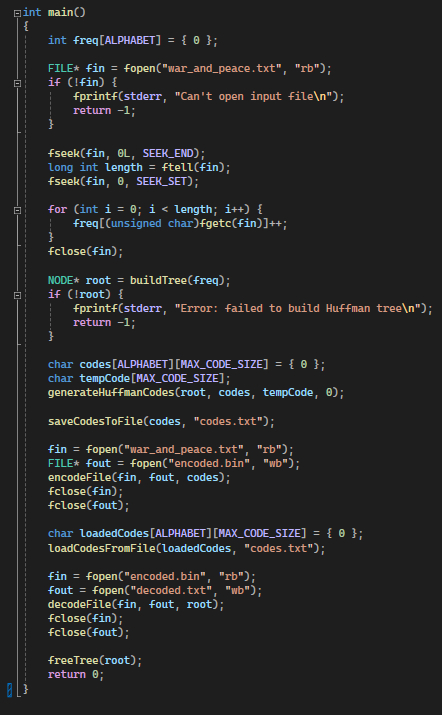 int main()
{
    int freq[ALPHABET] = { 0 };

    FILE* fin = fopen("war_and_peace.txt", "rb");
    if (!fin) {
        fprintf(stderr, "Can't open input file\n");
        return -1;
    }

    fseek(fin, 0L, SEEK_END);
    long int length = ftell(fin);
    fseek(fin, 0, SEEK_SET);

    for (int i = 0; i < length; i++) {
        freq[(unsigned char)fgetc(fin)]++;
    }
    fclose(fin);

    NODE* root = buildTree(freq);
    if (!root) {
        fprintf(stderr, "Error: failed to build Huffman tree\n");
        return -1;
    }

    char codes[ALPHABET][MAX_CODE_SIZE] = { 0 };
    char tempCode[MAX_CODE_SIZE];
    generateHuffmanCodes(root, codes, tempCode, 0);

    saveCodesToFile(codes, "codes.txt");

    fin = fopen("war_and_peace.txt", "rb");
    FILE* fout = fopen("encoded.bin", "wb");
    encodeFile(fin, fout, codes);
    fclose(fin);
    fclose(fout);

    char loadedCodes[ALPHABET][MAX_CODE_SIZE] = { 0 };
    loadCodesFromFile(loadedCodes, "codes.txt");

    fin = fopen("encoded.bin", "rb");
    fout = fopen("decoded.txt", "wb");
    decodeFile(fin, fout, root);
    fclose(fin);
    fclose(fout);

    freeTree(root);
    return 0;
}